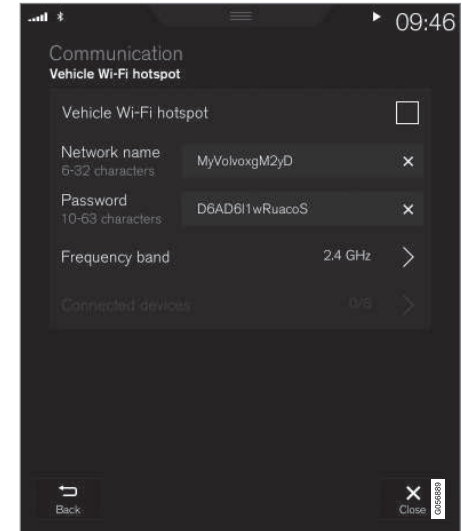 09:46
Communication
Vehicle Wi-Fi hotspot
Vehicle Wi-Fi hotspot
Network name
6-32 characters
MyVolvoxgM2yD
Password
10-63 characters
D6AD6l1wRuacoS
Frequency band 2.4 GHz
Connected devices 0/8
Back
Close
G056889